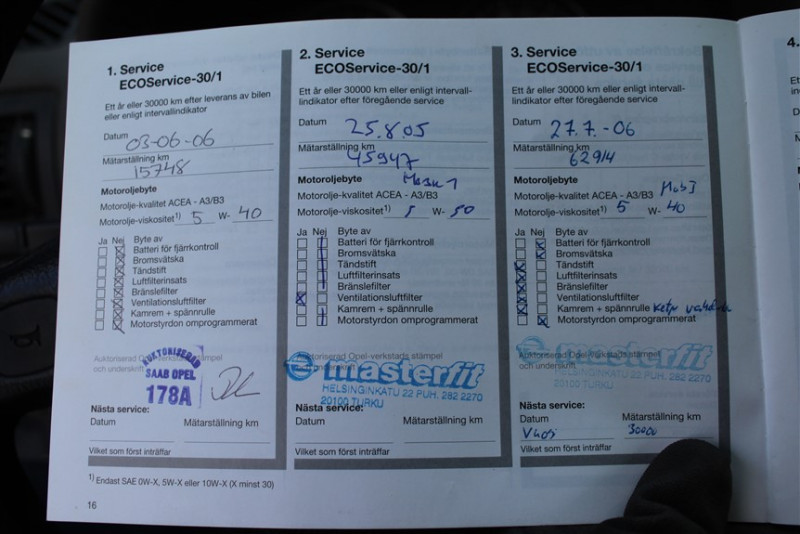 1. Service
ECOService-30/1
Ett år eller 30000 km efter leverans av bilen
eller enligt intervallindikator
Datum 03-06-06
Mätarställning km
15748
Motoroljebyte
Motorolje-kvalitet ACEA - A3/B3
Motorolje-viskositet1) 5 W- 40
Ja Nej Byte av
Batteri för fjärrkontroll
Bromsvätska
Tändstift
Luftfilterinsats
Bränslefilter
Ventilationsluftfilter
Kamrem + spännrulle
Motorstyrdon omprogrammerat
Auktoriserad Opel-verkstads stämpel
och underskrift
AUKTORISERAD
SAAB OPEL
178A
Nästa service:
Datum Mätarställning km
Vilket som först inträffar
1) Endast SAE 0W-X, 5W-X eller 10W-X (X minst 30)
16
2. Service
ECOService-30/1
Ett år eller 30000 km eller enligt intervall-
indikator efter föregående service
Datum 25.8.05
Mätarställning km
45947
Motoroljebyte
Motorolje-kvalitet ACEA - A3/B3
Motorolje-viskositet1) 5 W- 50
Ja Nej Byte av
Batteri för fjärrkontroll
Bromsvätska
Tändstift
Luftfilterinsats
Bränslefilter
Ventilationsluftfilter
Kamrem + spännrulle
Motorstyrdon omprogrammerat
Auktoriserad Opel-verkstads stämpel
masterfit
HELSINGINKATU 22 PUH. 282 2270
20100 TURKU
Nästa service:
Datum Mätarställning km
Vilket som först inträffar
3. Service
ECOService-30/1
Ett år eller 30000 km eller enligt intervall-
indikator efter föregående service
Datum 27.7.-06
Mätarställning km
62914
Motoroljebyte
Motorolje-kvalitet ACEA - A3/B3
Motorolje-viskositet1) 5 W- 40
Ja Nej Byte av
Batteri för fjärrkontroll
Bromsvätska
Tändstift
Luftfilterinsats
Bränslefilter
Ventilationsluftfilter
Kamrem + spännrulle
Motorstyrdon omprogrammerat
Auktoriserad Opel-verkstads stämpel
och underskrift
masterfit
HELSINGINKATU 22 PUH. 282 2270
20100 TURKU
Nästa service:
Datum Mätarställning km
30000
Vilket som först inträffar
4.